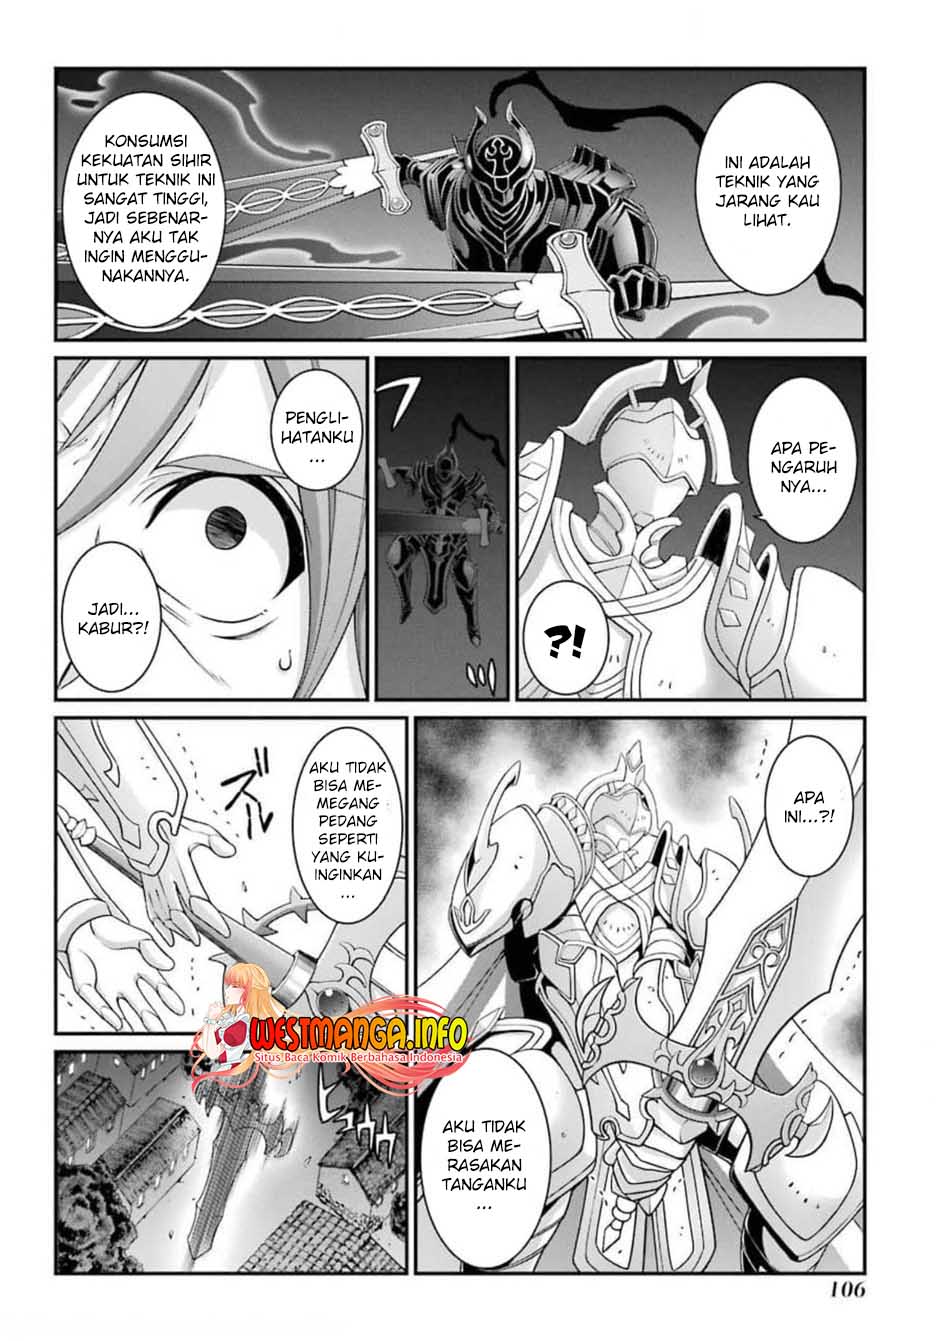 INI ADALAH
TEKNIK YANG
JARANG KAU
LIHAT.
KONSUMSI
KEKUATAN SIHIR
UNTUK TEKNIK INI
SANGAT TINGGI,
JADI SEBENAR-
NYA AKU TAK
INGIN MENGGU-
NAKANNYA.
APA PE-
NGARUH
NYA...
?!
PENGLI-
HATANKU
...
JADI...
KABUR?!
APA
INI...?!
AKU TIDAK
BISA ME-
RASAKAN
TANGANKU
...
AKU TIDAK
BISA ME-
MEGANG
PEDANG
SEPERTI
YANG KU-
INGINKAN
...
WESTMANGA.INFO
Situs Baca Komik Berbahasa Indonesia
106